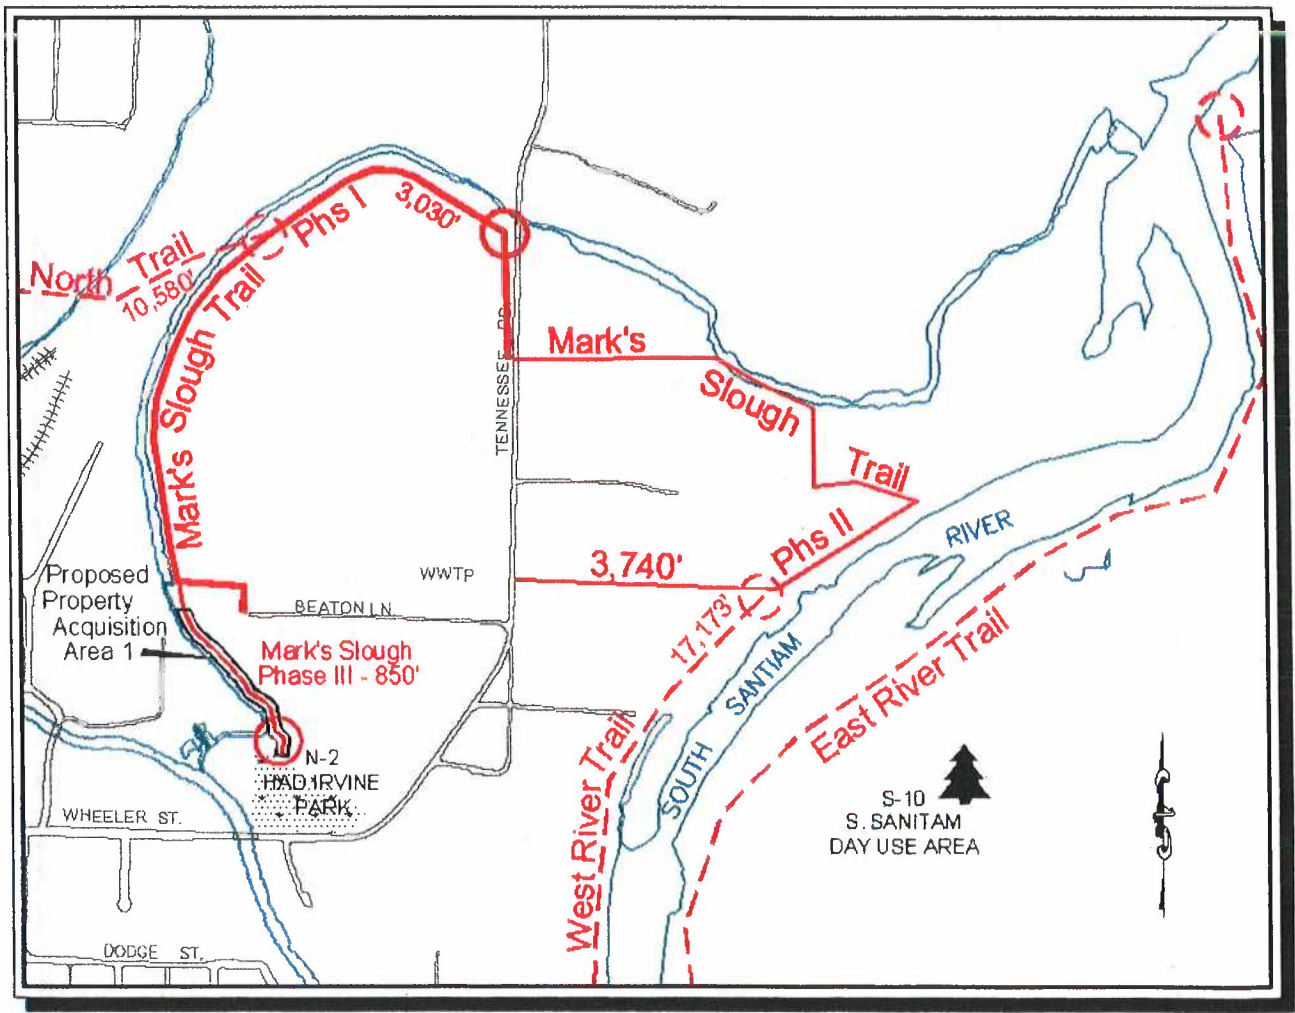 North Trail
10,580'
Mark's Slough Trail Phs I
3,030'
TENNESSE RD
Mark's
Slough
Trail
Phs II
3,740'
17,173'
RIVER
SANTIAM
SOUTH
East River Trail
West River Trail
WWTP
BEATON LN.
Proposed
Property
Acquisition
Area 1
Mark's Slough
Phase III - 850'
N-2
HAD IRVINE
PARK
WHEELER ST.
DODGE ST.
S-10
S. SANITAM
DAY USE AREA